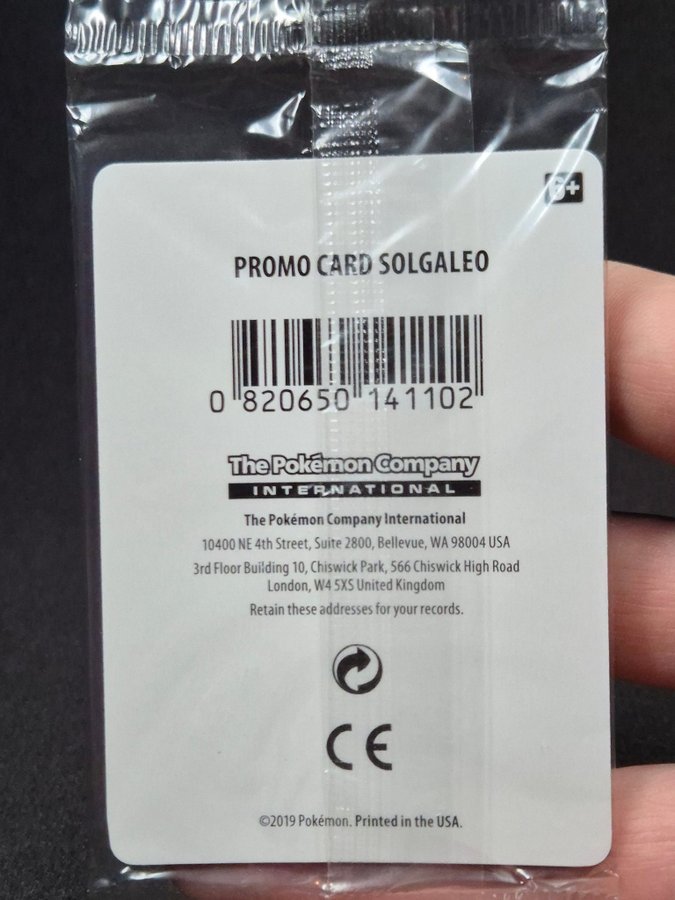 6+
PROMO CARD SOLGALEO
0 820650 141102
The Pokémon Company
INTERNATIONAL
The Pokémon Company International
10400 NE 4th Street, Suite 2800, Bellevue, WA 98004 USA
3rd Floor Building 10, Chiswick Park, 566 Chiswick High Road
London, W4 5XS United Kingdom
Retain these addresses for your records.
CE
©2019 Pokémon. Printed in the USA.